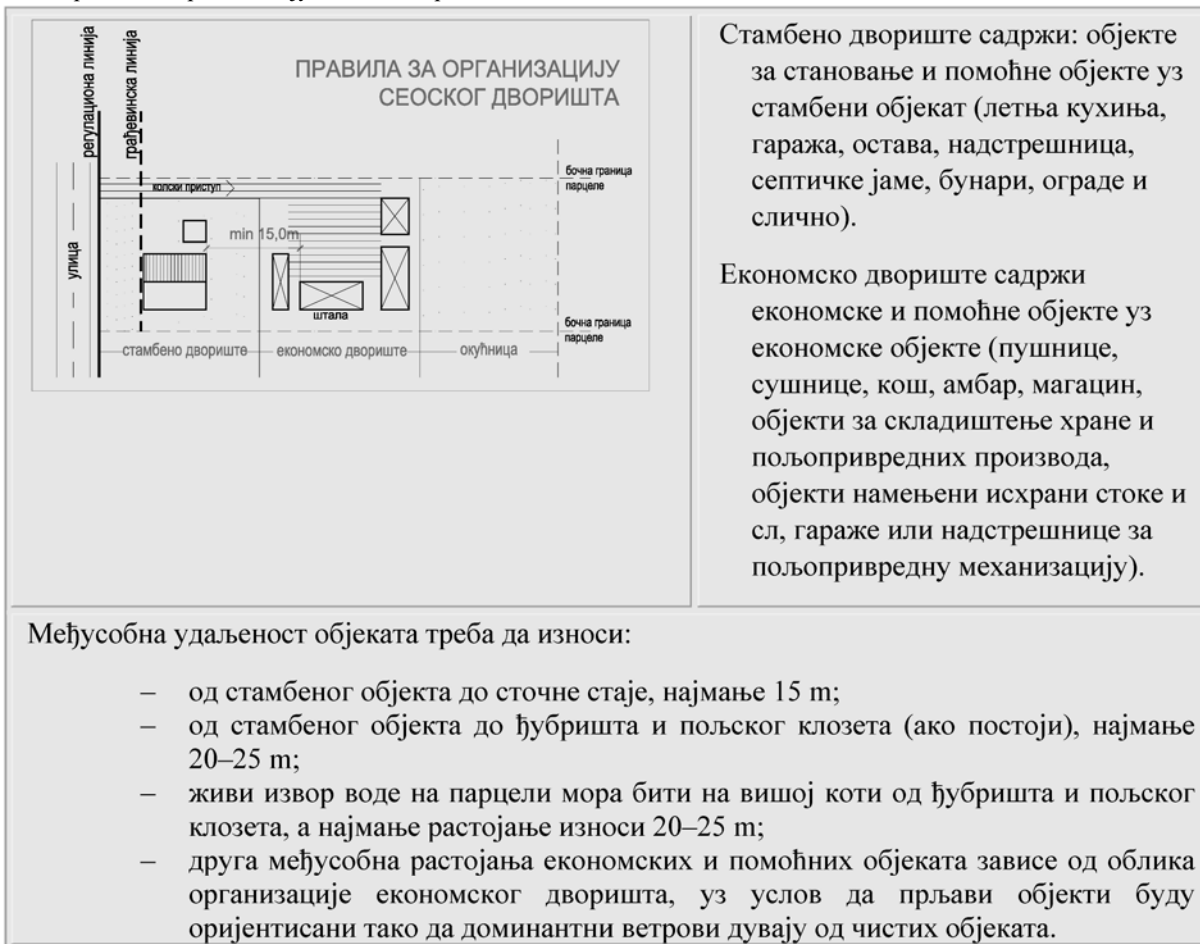 ПРАВИЛА ЗА ОРГАНИЗАЦИЈУ
СЕОСКОГ ДВОРИШТА
регулациона линија
грађевинска линија
улица
колски приступ
бочна граница
парцеле
min 15,0m
штала
бочна граница
парцеле
стамбено двориште
економско двориште
окућница
Стамбено двориште садржи: објекте
за становање и помоћне објекте уз
стамбени објекат (летња кухиња,
гаража, остава, надстрешница,
септичке јаме, бунари, ограде и
слично).
Економско двориште садржи
економске и помоћне објекте уз
економске објекте (пушнице,
сушнице, кош, амбар, магацин,
објекти за складиштење хране и
пољопривредних производа,
објекти намењени исхрани стоке и
сл, гараже или надстрешнице за
пољопривредну механизацију).
Међусобна удаљеност објеката треба да износи:
– од стамбеног објекта до сточне стаје, најмање 15 m;
– од стамбеног објекта до ђубришта и пољског клозета (ако постоји), најмање
20–25 m;
– живи извор воде на парцели мора бити на вишој коти од ђубришта и пољског
клозета, а најмање растојање износи 20–25 m;
– друга међусобна растојања економских и помоћних објеката зависе од облика
организације економског дворишта, уз услов да прљави објекти буду
оријентисани тако да доминантни ветрови дувају од чистих објеката.